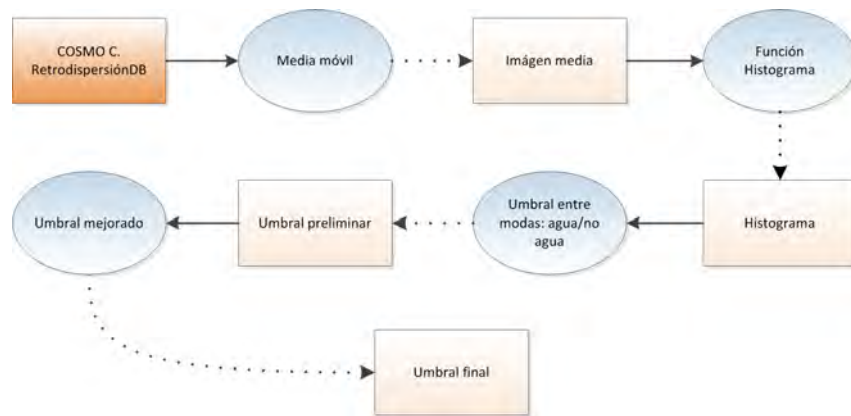 COSMO C.
RetrodispersiónDB
Media móvil
Imágen media
Función
Histograma
Histograma
Umbral entre
modas: agua/no
agua
Umbral preliminar
Umbral mejorado
Umbral final